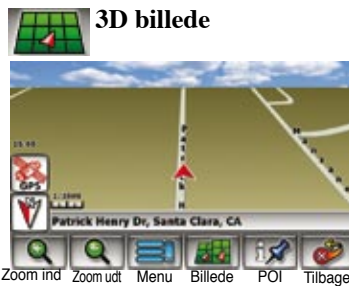 3D billede
GPS
Patrick Henry Dr, Santa Clara, CA
Zoom ind Zoom udt Menu Billede POI Tilbage